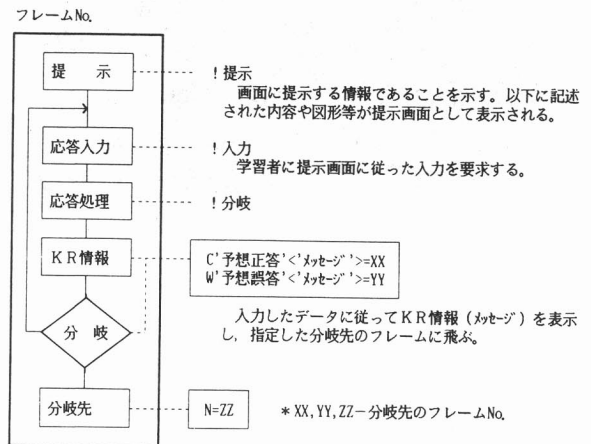 フレームNo.
提　示
！提示
画面に提示する情報であることを示す。以下に記述
された内容や図形等が提示画面として表示される。
応答入力
！入力
学習者に提示画面に従った入力を要求する。
応答処理
！分岐
ＫＲ情報
C'予想正答'<'ﾒｯｾｰｼﾞ'>=XX
W'予想誤答'<'ﾒｯｾｰｼﾞ'>=YY
入力したデータに従ってＫＲ情報（ﾒｯｾｰｼﾞ）を表示
し，指定した分岐先のフレームに飛ぶ。
分　岐
分岐先
N=ZZ
＊XX,YY,ZZ－分岐先のフレームNo.